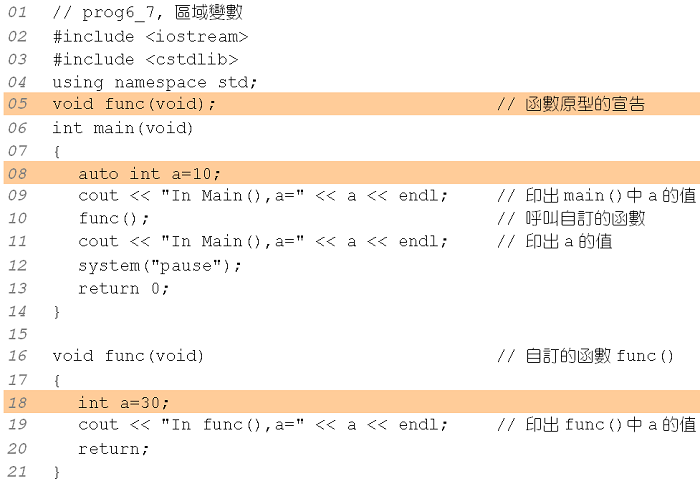 01 // prog6_7, 區域變數
02 #include <iostream>
03 #include <cstdlib>
04 using namespace std;
05 void func(void); // 函數原型的宣告
06 int main(void)
07 {
08 auto int a=10;
09 cout << "In Main(),a=" << a << endl; // 印出 main()中 a 的值
10 func(); // 呼叫自訂的函數
11 cout << "In Main(),a=" << a << endl; // 印出 a 的值
12 system("pause");
13 return 0;
14 }
15
16 void func(void) // 自訂的函數 func()
17 {
18 int a=30;
19 cout << "In func(),a=" << a << endl; // 印出 func()中 a 的值
20 return;
21 }